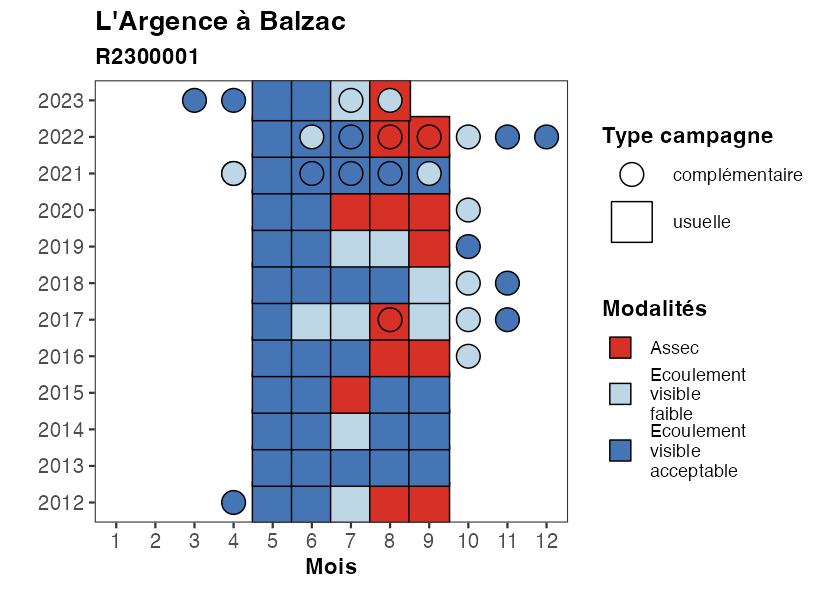 L'Argence à Balzac
R2300001
2023
2022
2021
2020
2019
2018
2017
2016
2015
2014
2013
2012
1 2 3 4 5 6 7 8 9 10 11 12
Mois
Type campagne
complémentaire
usuelle
Modalités
Assec
Ecoulement
visible
faible
Ecoulement
visible
acceptable